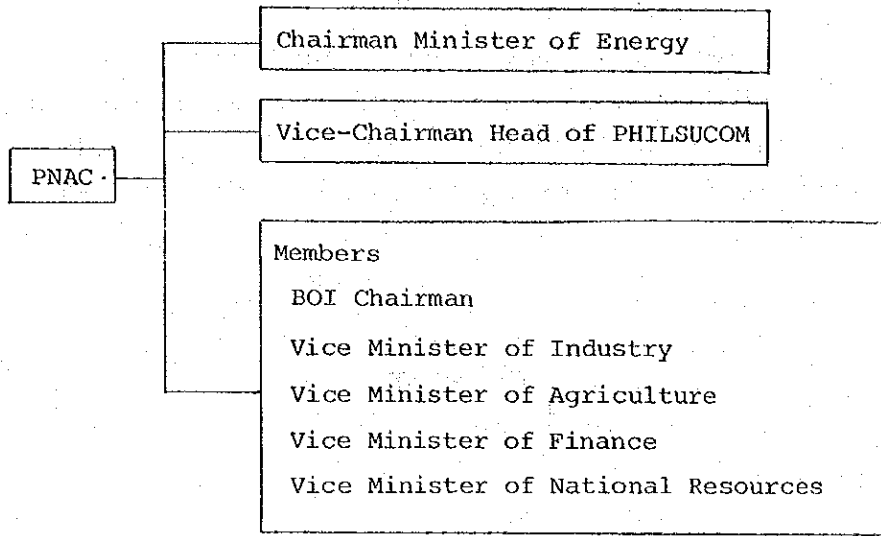 Chairman Minister of Energy
Vice-Chairman Head of PHILSUCOM
PNAC
Members
BOI Chairman
Vice Minister of Industry
Vice Minister of Agriculture
Vice Minister of Finance
Vice Minister of National Resources